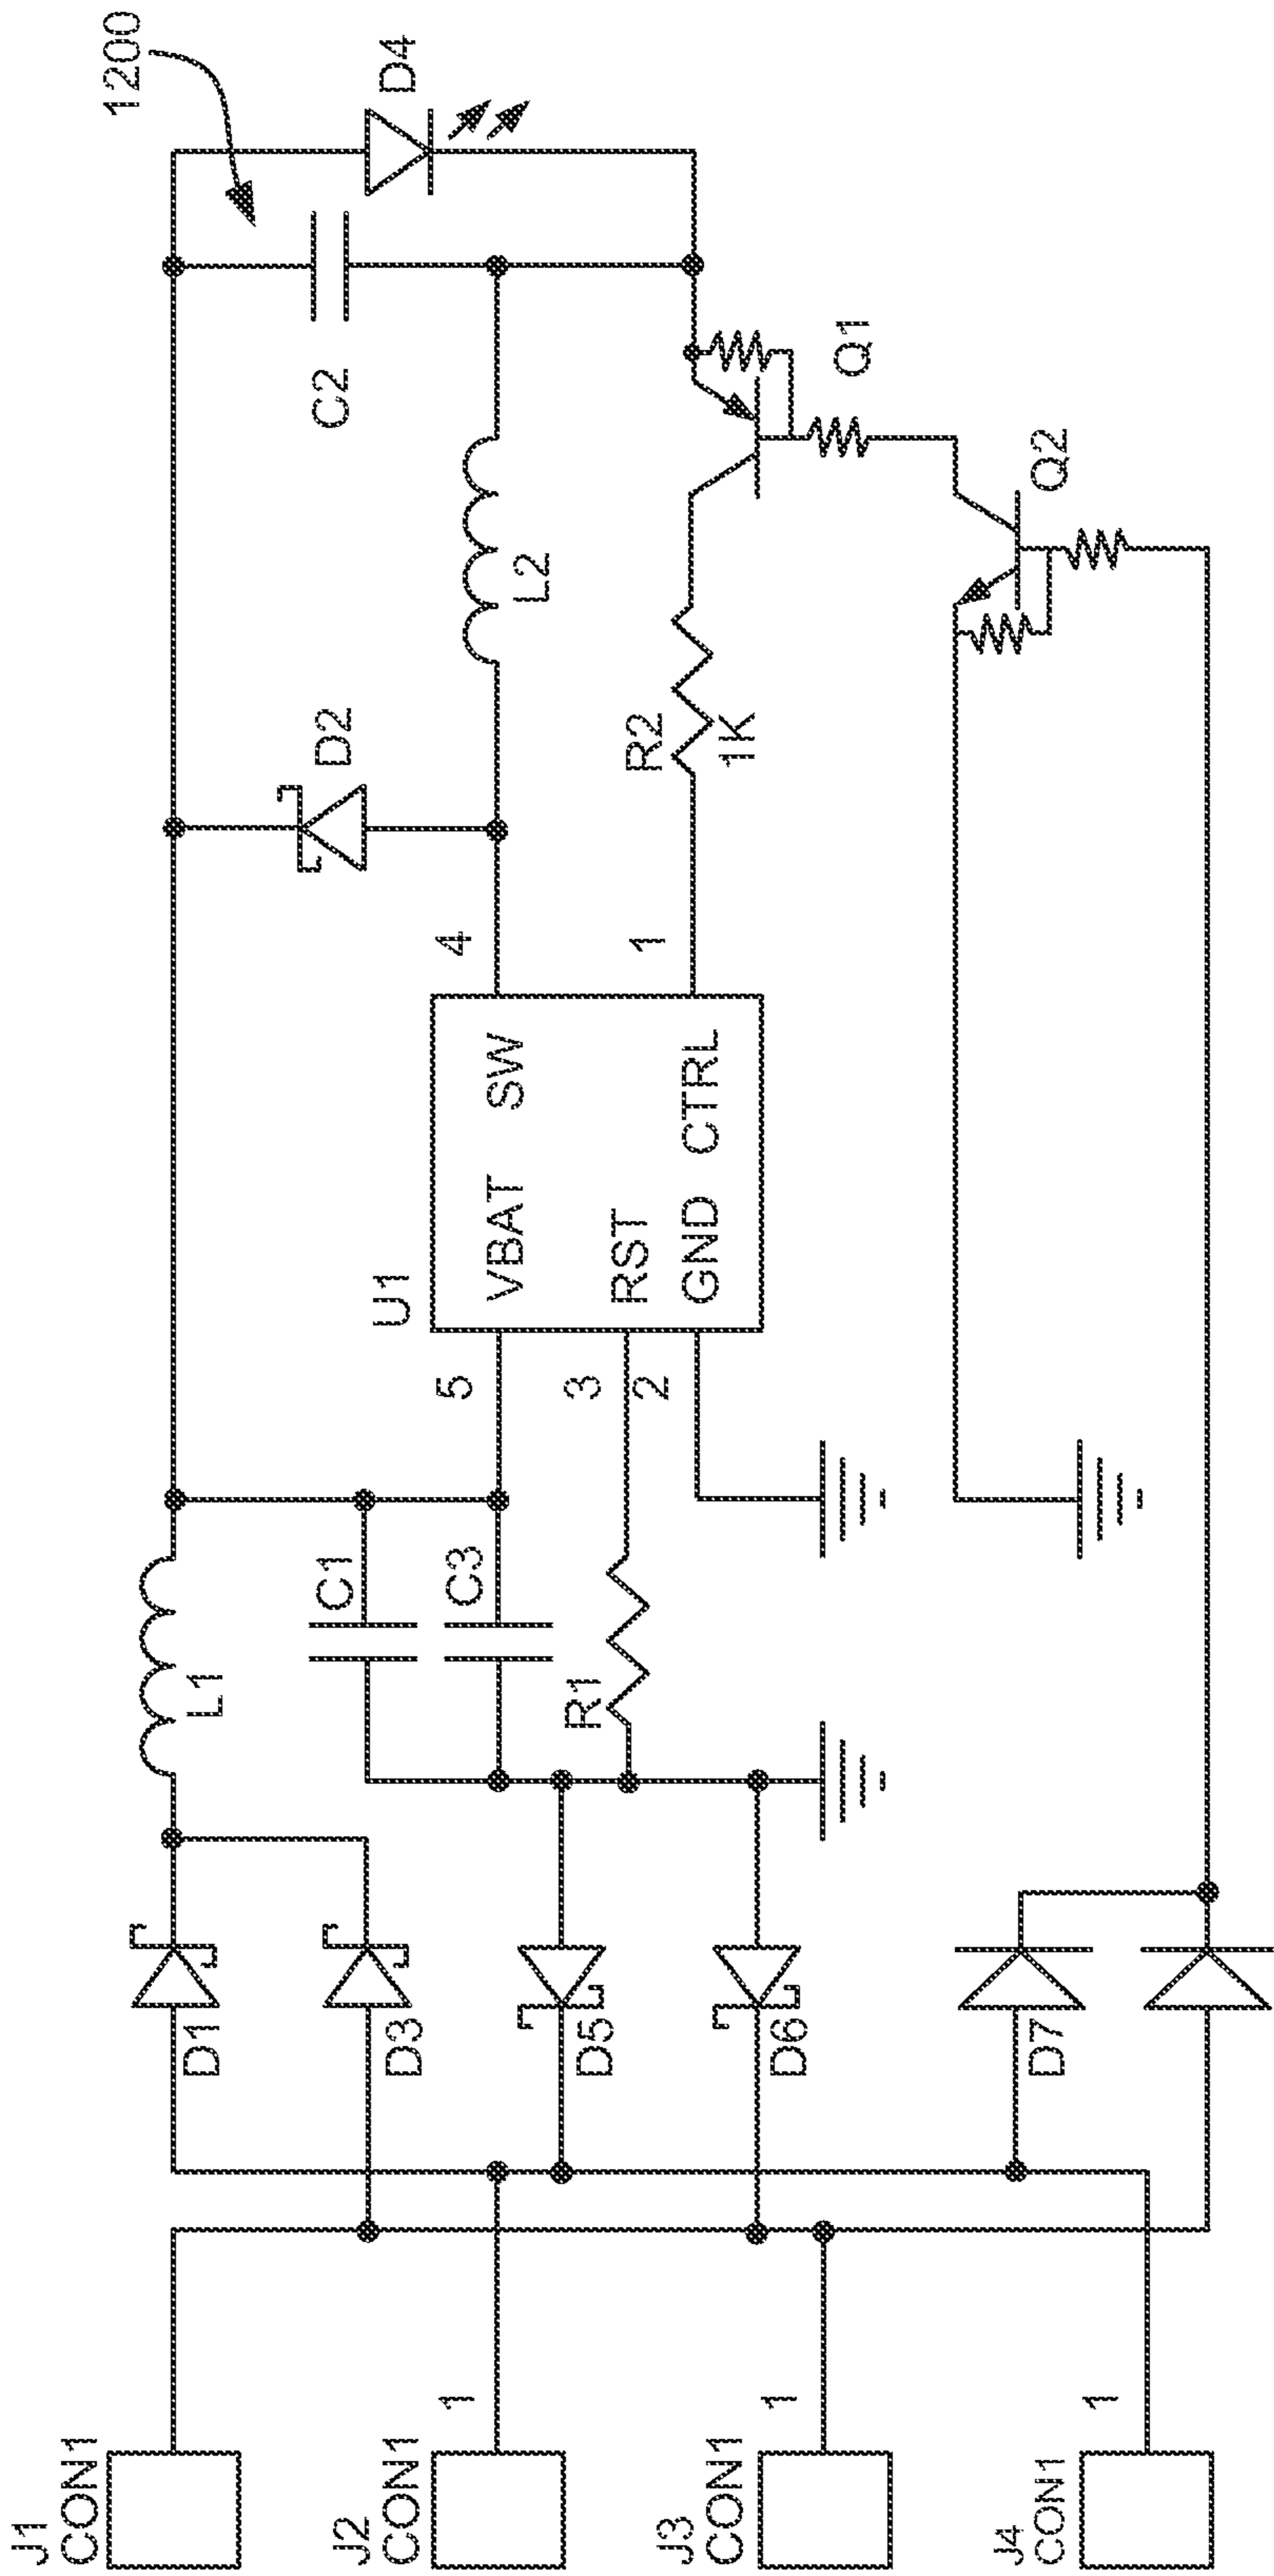 1200
J1
CON1
J2
CON1
1
J3
CON1
1
J4
CON1
1
D1
D3
D5
D6
D7
L1
C1
C3
R1
5
3
2
U1
VBAT SW
RST
GND CTRL
4
1
D2
L2
R2
1K
C2
D4
Q1
Q2